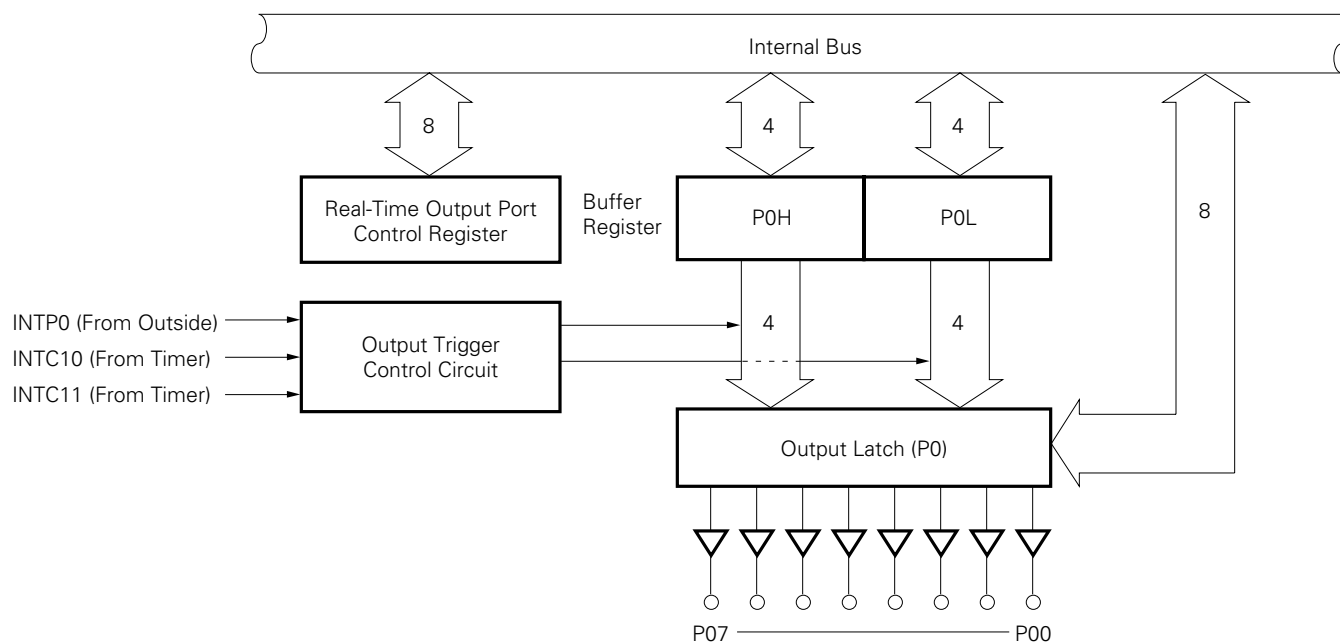 Internal Bus
8
4
4
8
Real-Time Output Port
Control Register
Buffer
Register
P0H
P0L
INTP0 (From Outside)
INTC10 (From Timer)
INTC11 (From Timer)
Output Trigger
Control Circuit
4
4
Output Latch (P0)
P07
P00